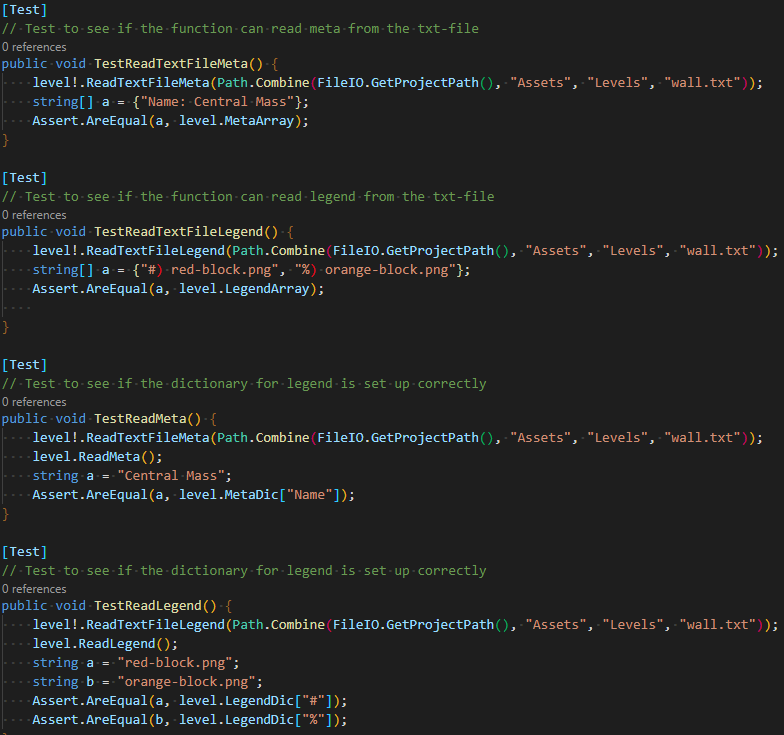 [Test]
// Test to see if the function can read meta from the txt-file
0 references
public void TestReadTextFileMeta() {
level!.ReadTextFileMeta(Path.Combine(FileIO.GetProjectPath(), "Assets", "Levels", "wall.txt"));
string[] a = {"Name: Central Mass"};
Assert.AreEqual(a, level.MetaArray);
}
[Test]
// Test to see if the function can read legend from the txt-file
0 references
public void TestReadTextFileLegend() {
level!.ReadTextFileLegend(Path.Combine(FileIO.GetProjectPath(), "Assets", "Levels", "wall.txt"));
string[] a = {"#) red-block.png", "%) orange-block.png"};
Assert.AreEqual(a, level.LegendArray);
}
[Test]
// Test to see if the dictionary for legend is set up correctly
0 references
public void TestReadMeta() {
level!.ReadTextFileMeta(Path.Combine(FileIO.GetProjectPath(), "Assets", "Levels", "wall.txt"));
level.ReadMeta();
string a = "Central Mass";
Assert.AreEqual(a, level.MetaDic["Name"]);
}
[Test]
// Test to see if the dictionary for legend is set up correctly
0 references
public void TestReadLegend() {
level!.ReadTextFileLegend(Path.Combine(FileIO.GetProjectPath(), "Assets", "Levels", "wall.txt"));
level.ReadLegend();
string a = "red-block.png";
string b = "orange-block.png";
Assert.AreEqual(a, level.LegendDic["#"]);
Assert.AreEqual(b, level.LegendDic["%"]);